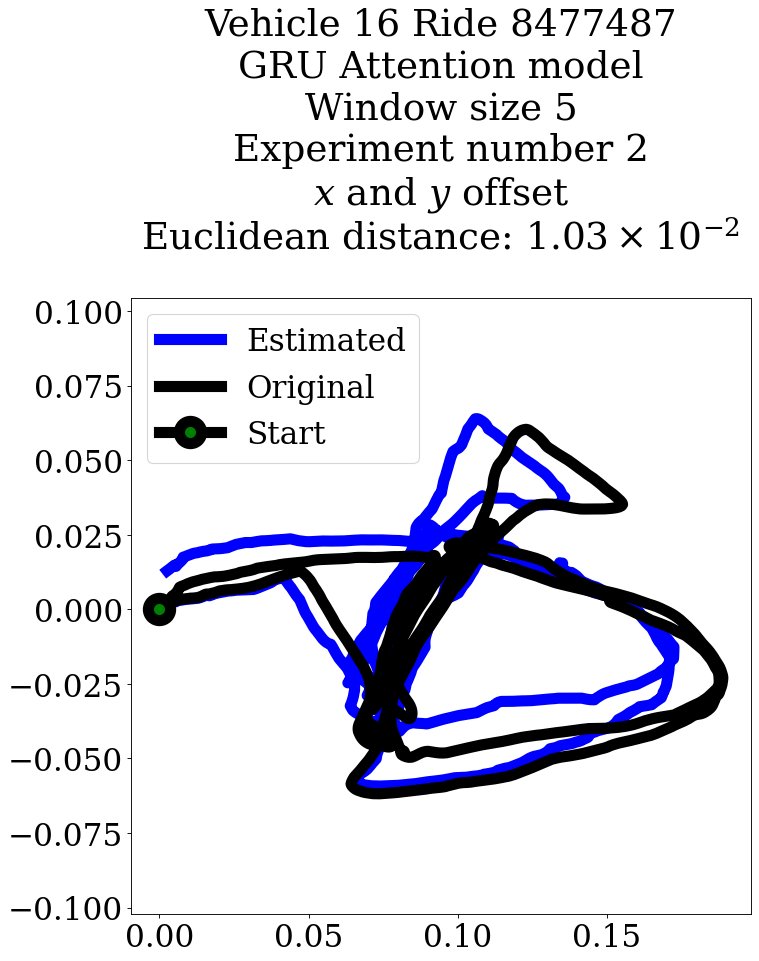 Vehicle 16 Ride 8477487
GRU Attention model
Window size 5
Experiment number 2
x and y offset
Euclidean distance: 1.03 × 10⁻²
Estimated
Original
Start
0.100
0.075
0.050
0.025
0.000
−0.025
−0.050
−0.075
−0.100
0.00 0.05 0.10 0.15